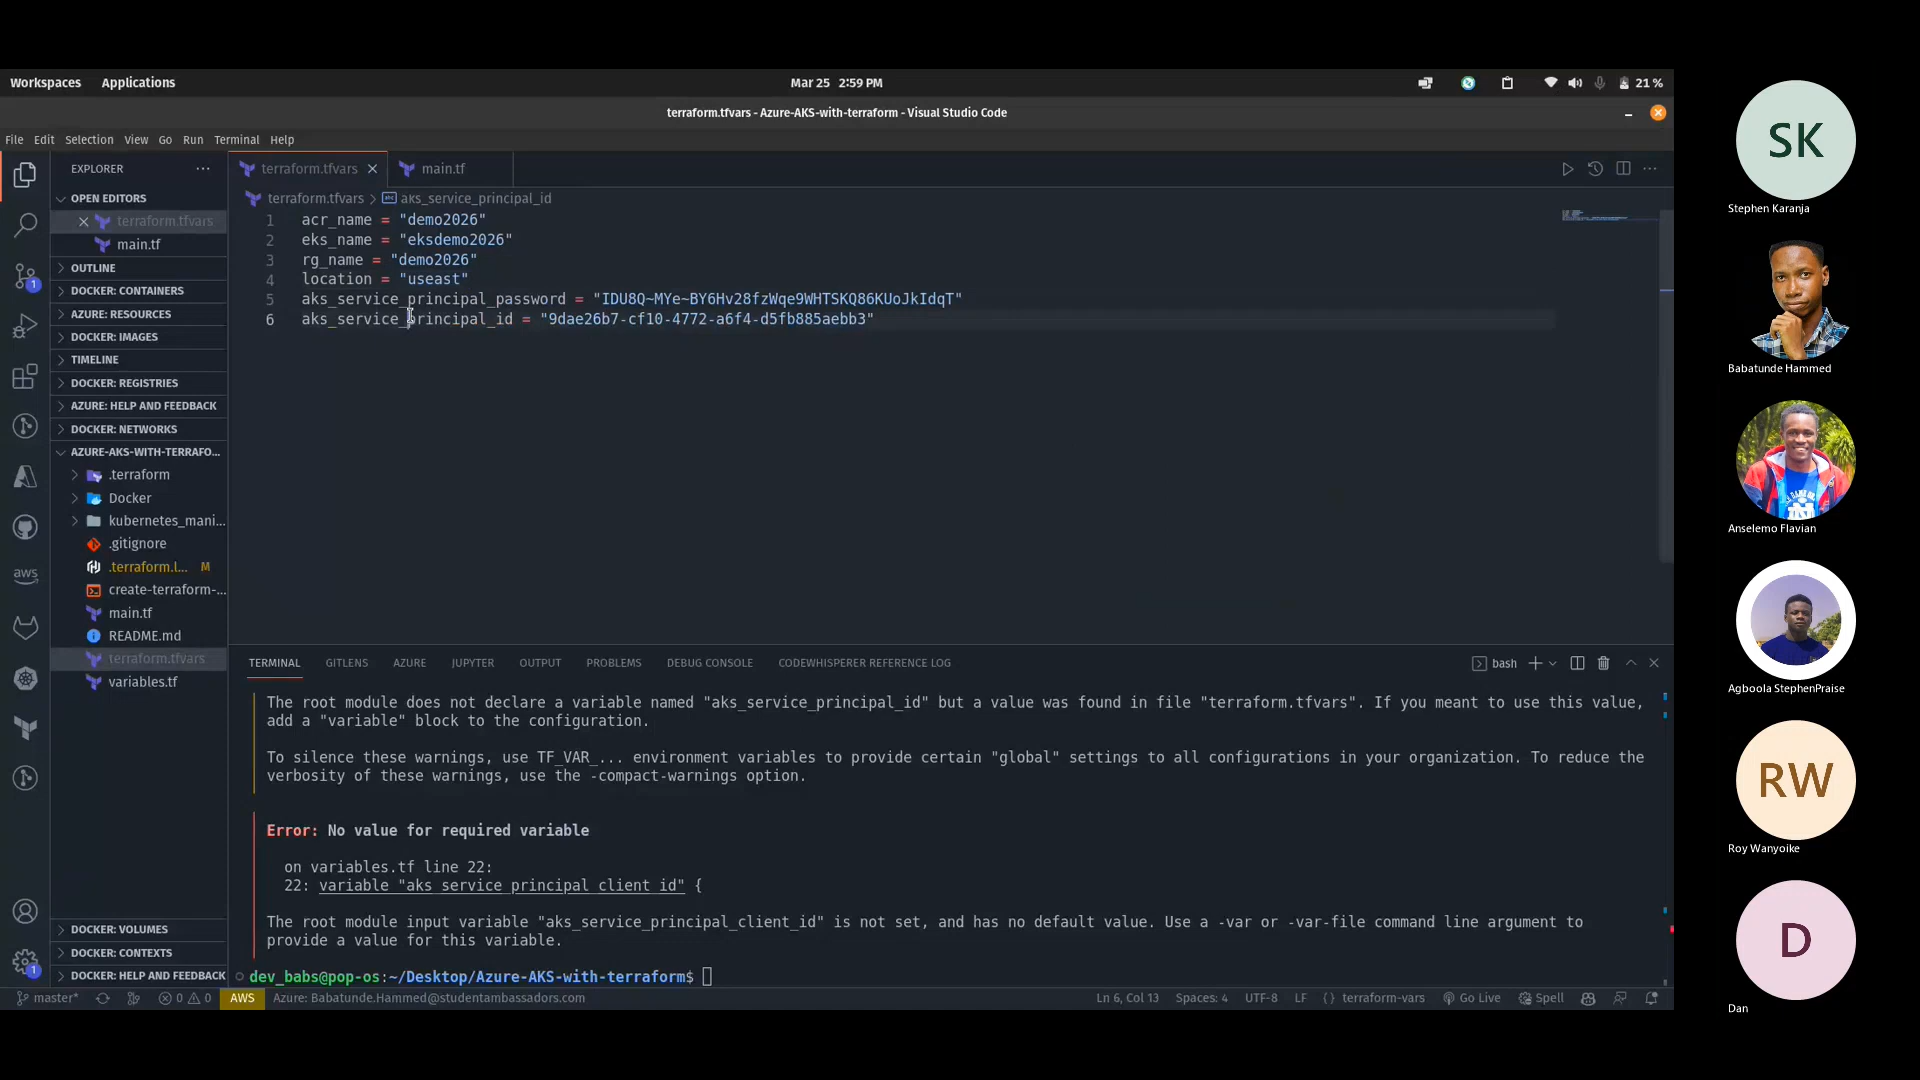 Workspaces Applications Mar 25 2:59 PM 21 %
terraform.tfvars - Azure-AKS-with-terraform - Visual Studio Code
File Edit Selection View Go Run Terminal Help
EXPLORER
OPEN EDITORS
terraform.tfvars
main.tf
OUTLINE
DOCKER: CONTAINERS
AZURE: RESOURCES
DOCKER: IMAGES
TIMELINE
DOCKER: REGISTRIES
AZURE: HELP AND FEEDBACK
DOCKER: NETWORKS
AZURE-AKS-WITH-TERRAFO...
.terraform
Docker
kubernetes_mani...
.gitignore
.terraform.l... M
create-terraform-...
main.tf
README.md
terraform.tfvars
variables.tf
DOCKER: VOLUMES
DOCKER: CONTEXTS
DOCKER: HELP AND FEEDBACK
1
aws
1
terraform.tfvars main.tf
terraform.tfvars > aks_service_principal_id
1 acr_name = "demo2026"
2 eks_name = "eksdemo2026"
3 rg_name = "demo2026"
4 location = "useast"
5 aks_service_principal_password = "IDU8Q~MYe~BY6Hv28fzWqe9WHTSKQ86KUoJkIdqT"
6 aks_service_principal_id = "9dae26b7-cf10-4772-a6f4-d5fb885aebb3"
TERMINAL GITLENS AZURE JUPYTER OUTPUT PROBLEMS DEBUG CONSOLE CODEWHISPERER REFERENCE LOG bash
The root module does not declare a variable named "aks_service_principal_id" but a value was found in file "terraform.tfvars". If you meant to use this value,
add a "variable" block to the configuration.
To silence these warnings, use TF_VAR_... environment variables to provide certain "global" settings to all configurations in your organization. To reduce the
verbosity of these warnings, use the -compact-warnings option.
Error: No value for required variable
on variables.tf line 22:
22: variable "aks_service_principal_client_id" {
The root module input variable "aks_service_principal_client_id" is not set, and has no default value. Use a -var or -var-file command line argument to
provide a value for this variable.
dev_babs@pop-os:~/Desktop/Azure-AKS-with-terraform$
master* 0 0 AWS Azure: Babatunde.Hammed@studentambassadors.com Ln 6, Col 13 Spaces: 4 UTF-8 LF {} terraform-vars Go Live Spell
SK
Stephen Karanja
Babatunde Hammed
Anselemo Flavian
Agboola StephenPraise
RW
Roy Wanyoike
D
Dan